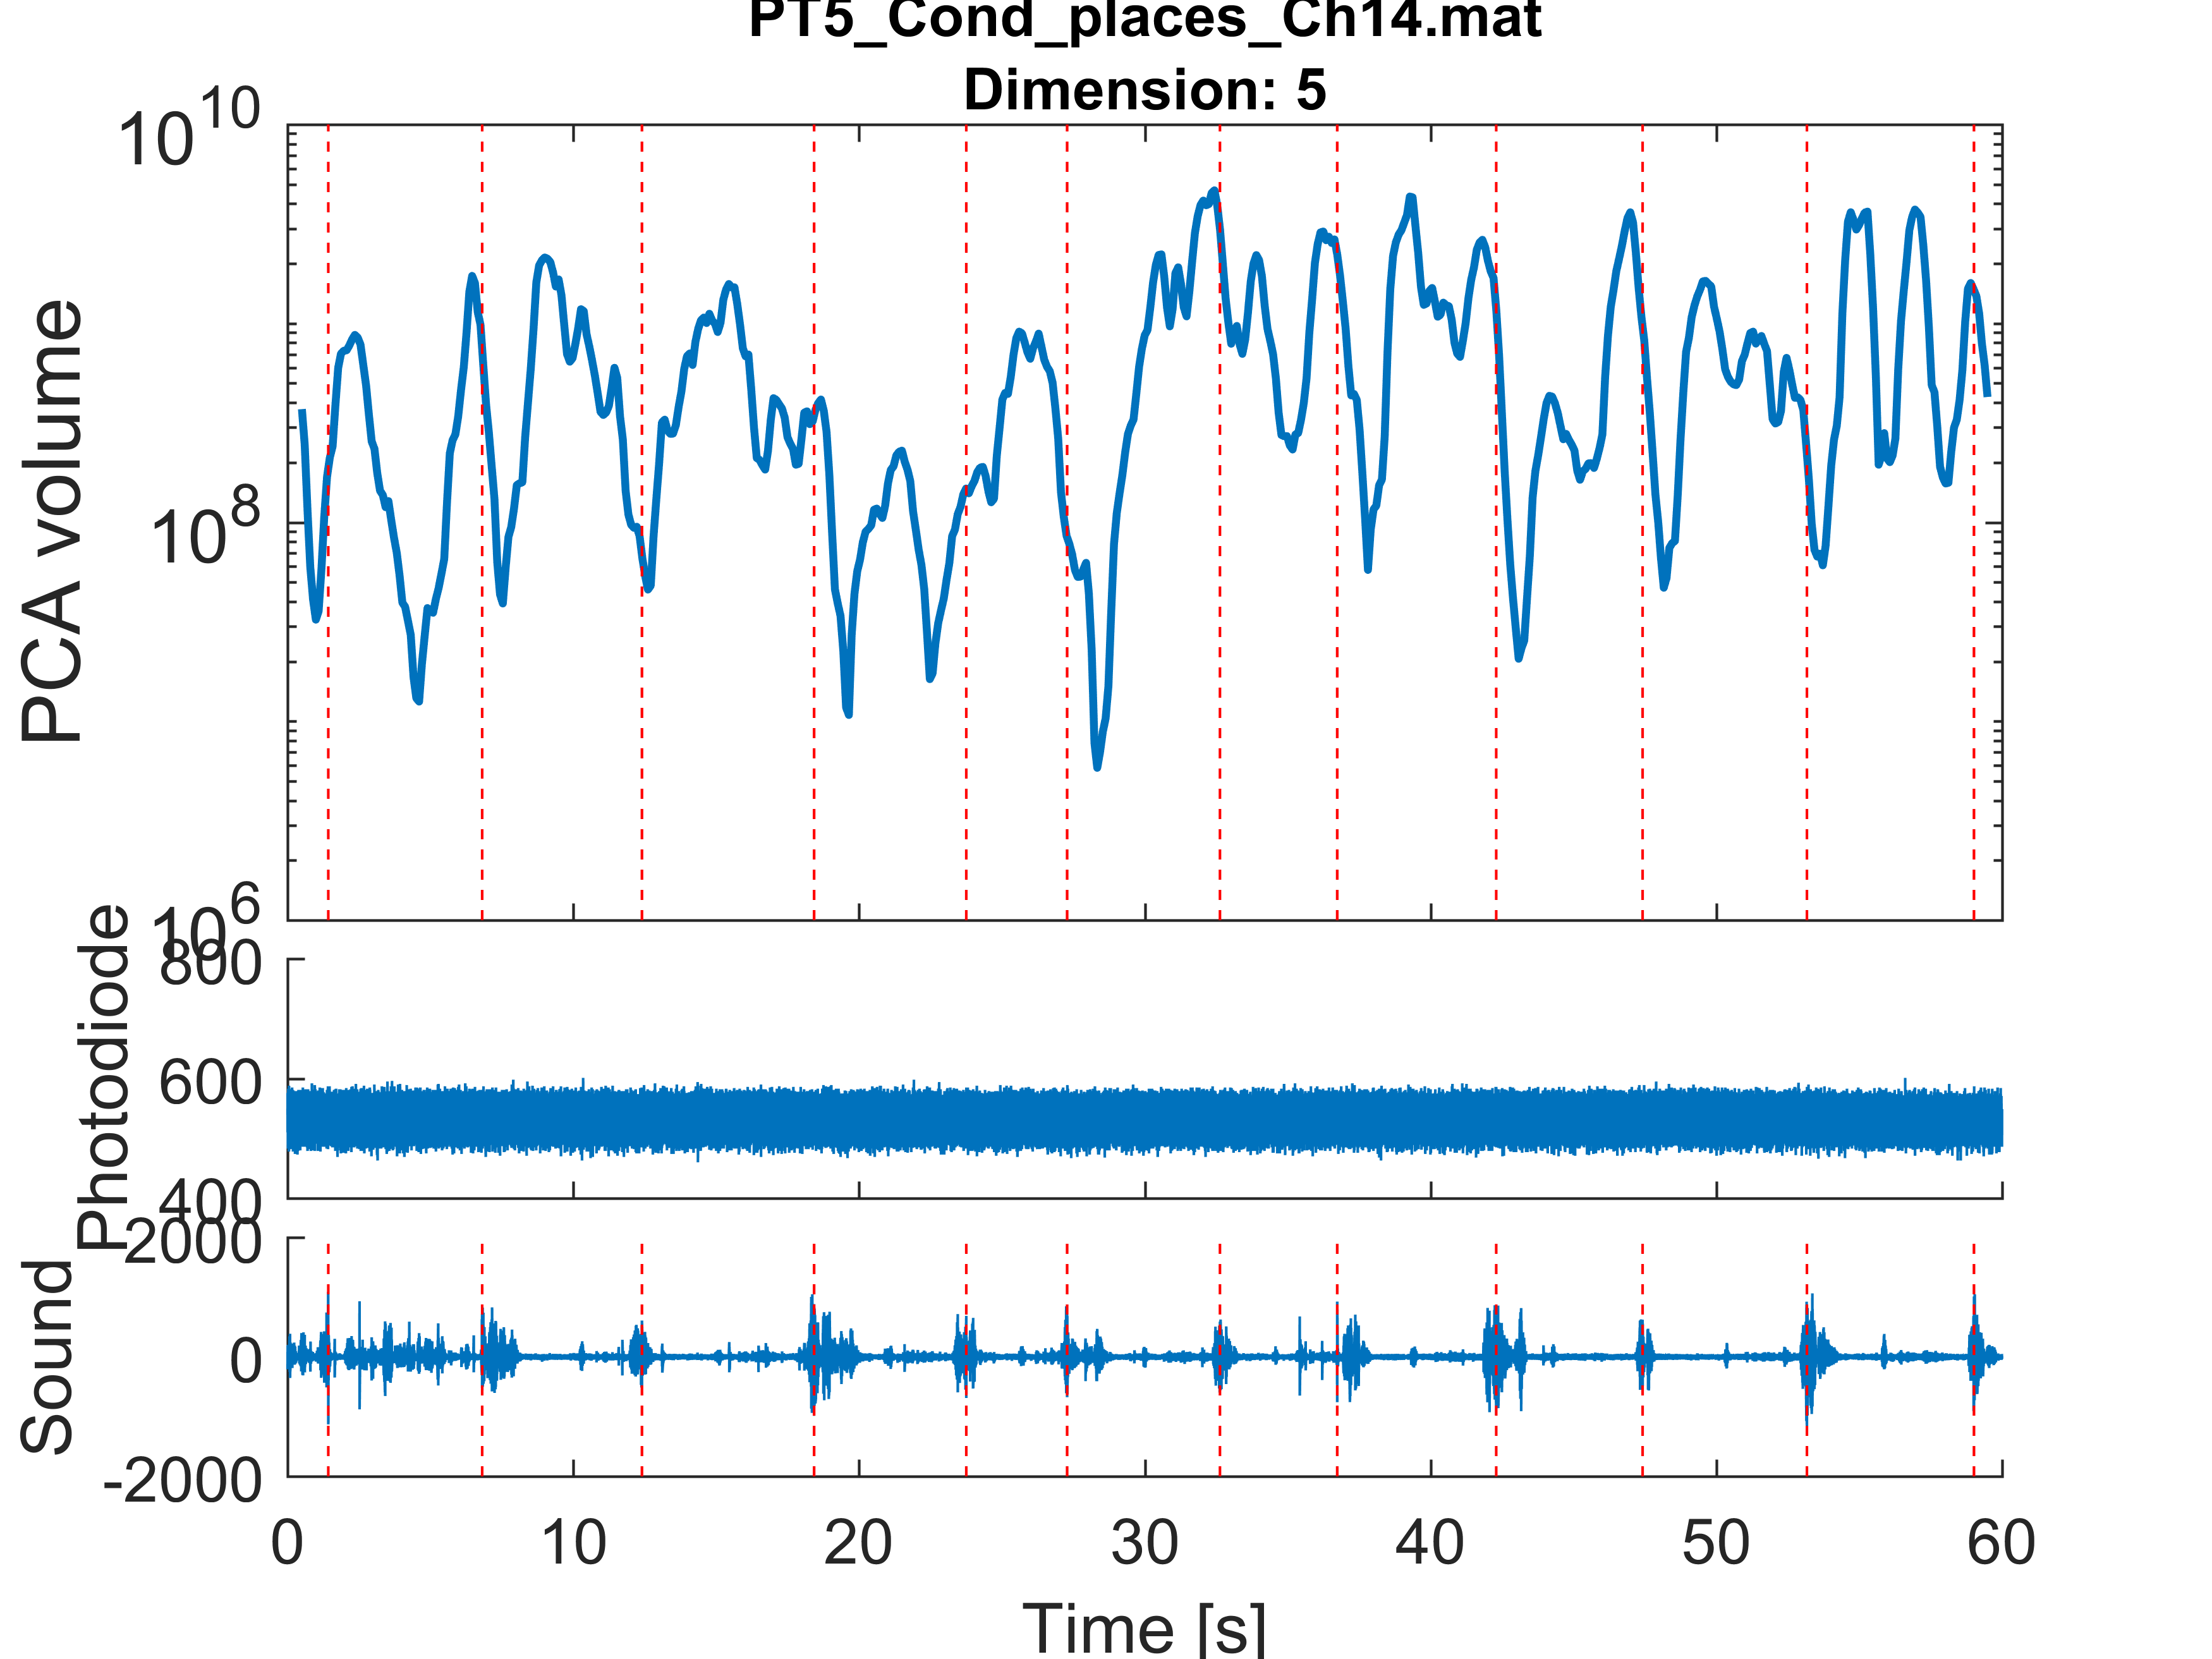 PT5_Cond_places_Ch14.mat
Dimension: 5
10^10
10^8
10^6
PCA volume
800
600
400
Photodiode
2000
0
-2000
Sound
0 10 20 30 40 50 60
Time [s]